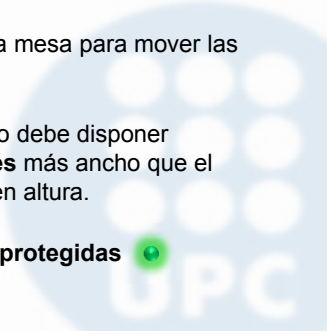 a mesa para mover las
o debe disponer
es más ancho que el
en altura.
protegidas
UPC